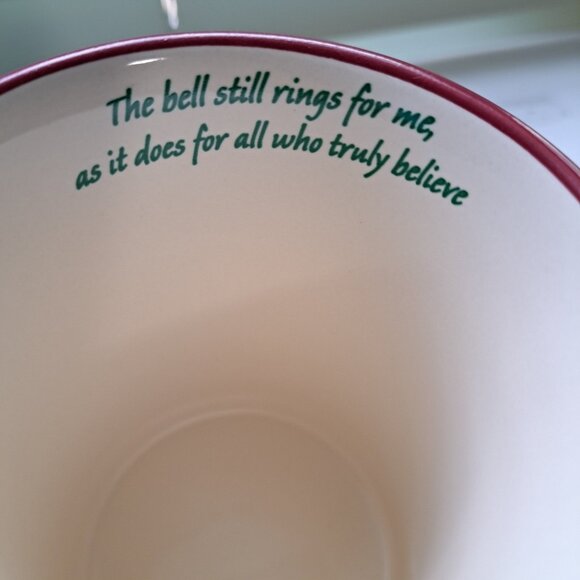 The bell still rings for me,
as it does for all who truly believe